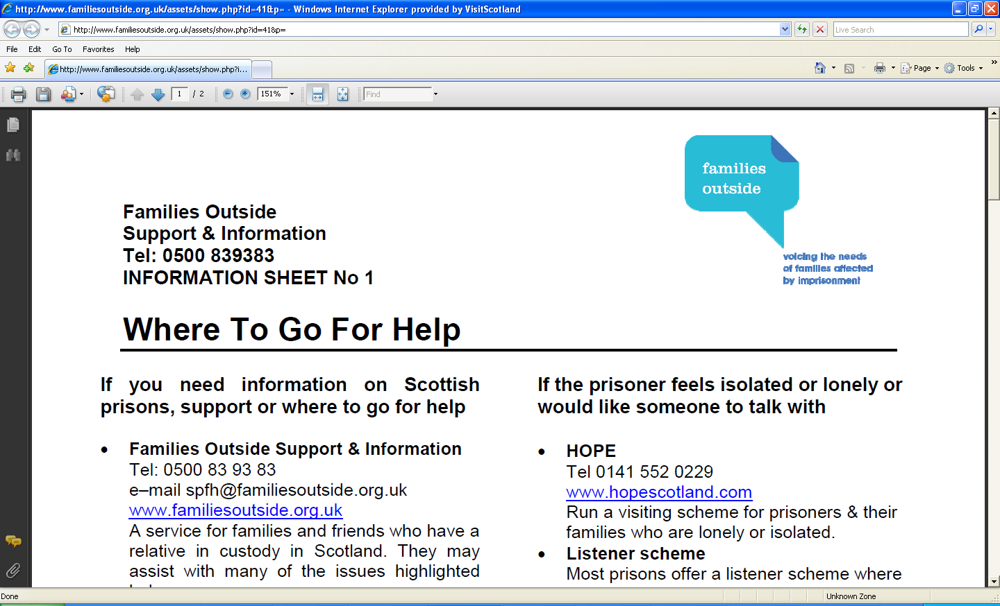 http://www.familiesoutside.org.uk/assets/show.php?id=41&p= - Windows Internet Explorer provided by VisitScotland
http://www.familiesoutside.org.uk/assets/show.php?id=41&p=
Live Search
File Edit Go To Favorites Help
http://www.familiesoutside.org.uk/assets/show.php?i...
Page Tools »
1 / 2 151% Find
families
outside
voicing the needs
of families affected
by imprisonment
Families Outside
Support & Information
Tel: 0500 839383
INFORMATION SHEET No 1
Where To Go For Help
If you need information on Scottish
prisons, support or where to go for help
• Families Outside Support & Information
Tel: 0500 83 93 83
e–mail spfh@familiesoutside.org.uk
www.familiesoutside.org.uk
A service for families and friends who have a
relative in custody in Scotland. They may
assist with many of the issues highlighted
If the prisoner feels isolated or lonely or
would like someone to talk with
• HOPE
Tel 0141 552 0229
www.hopescotland.com
Run a visiting scheme for prisoners & their
families who are lonely or isolated.
• Listener scheme
Most prisons offer a listener scheme where
Done
Unknown Zone